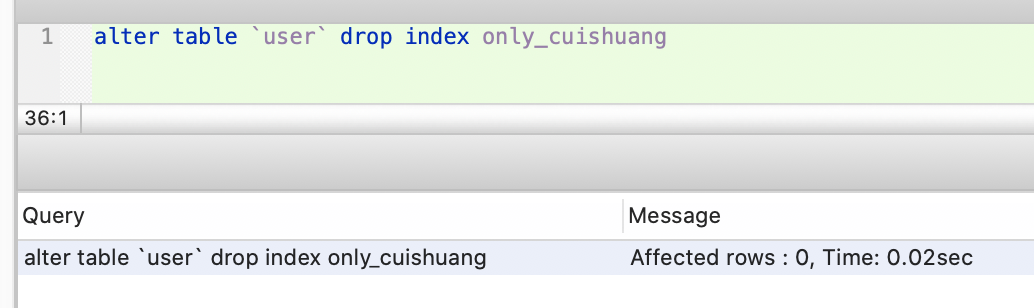 1 alter table `user` drop index only_cuishuang
36:1
Query Message
alter table `user` drop index only_cuishuang Affected rows : 0, Time: 0.02sec